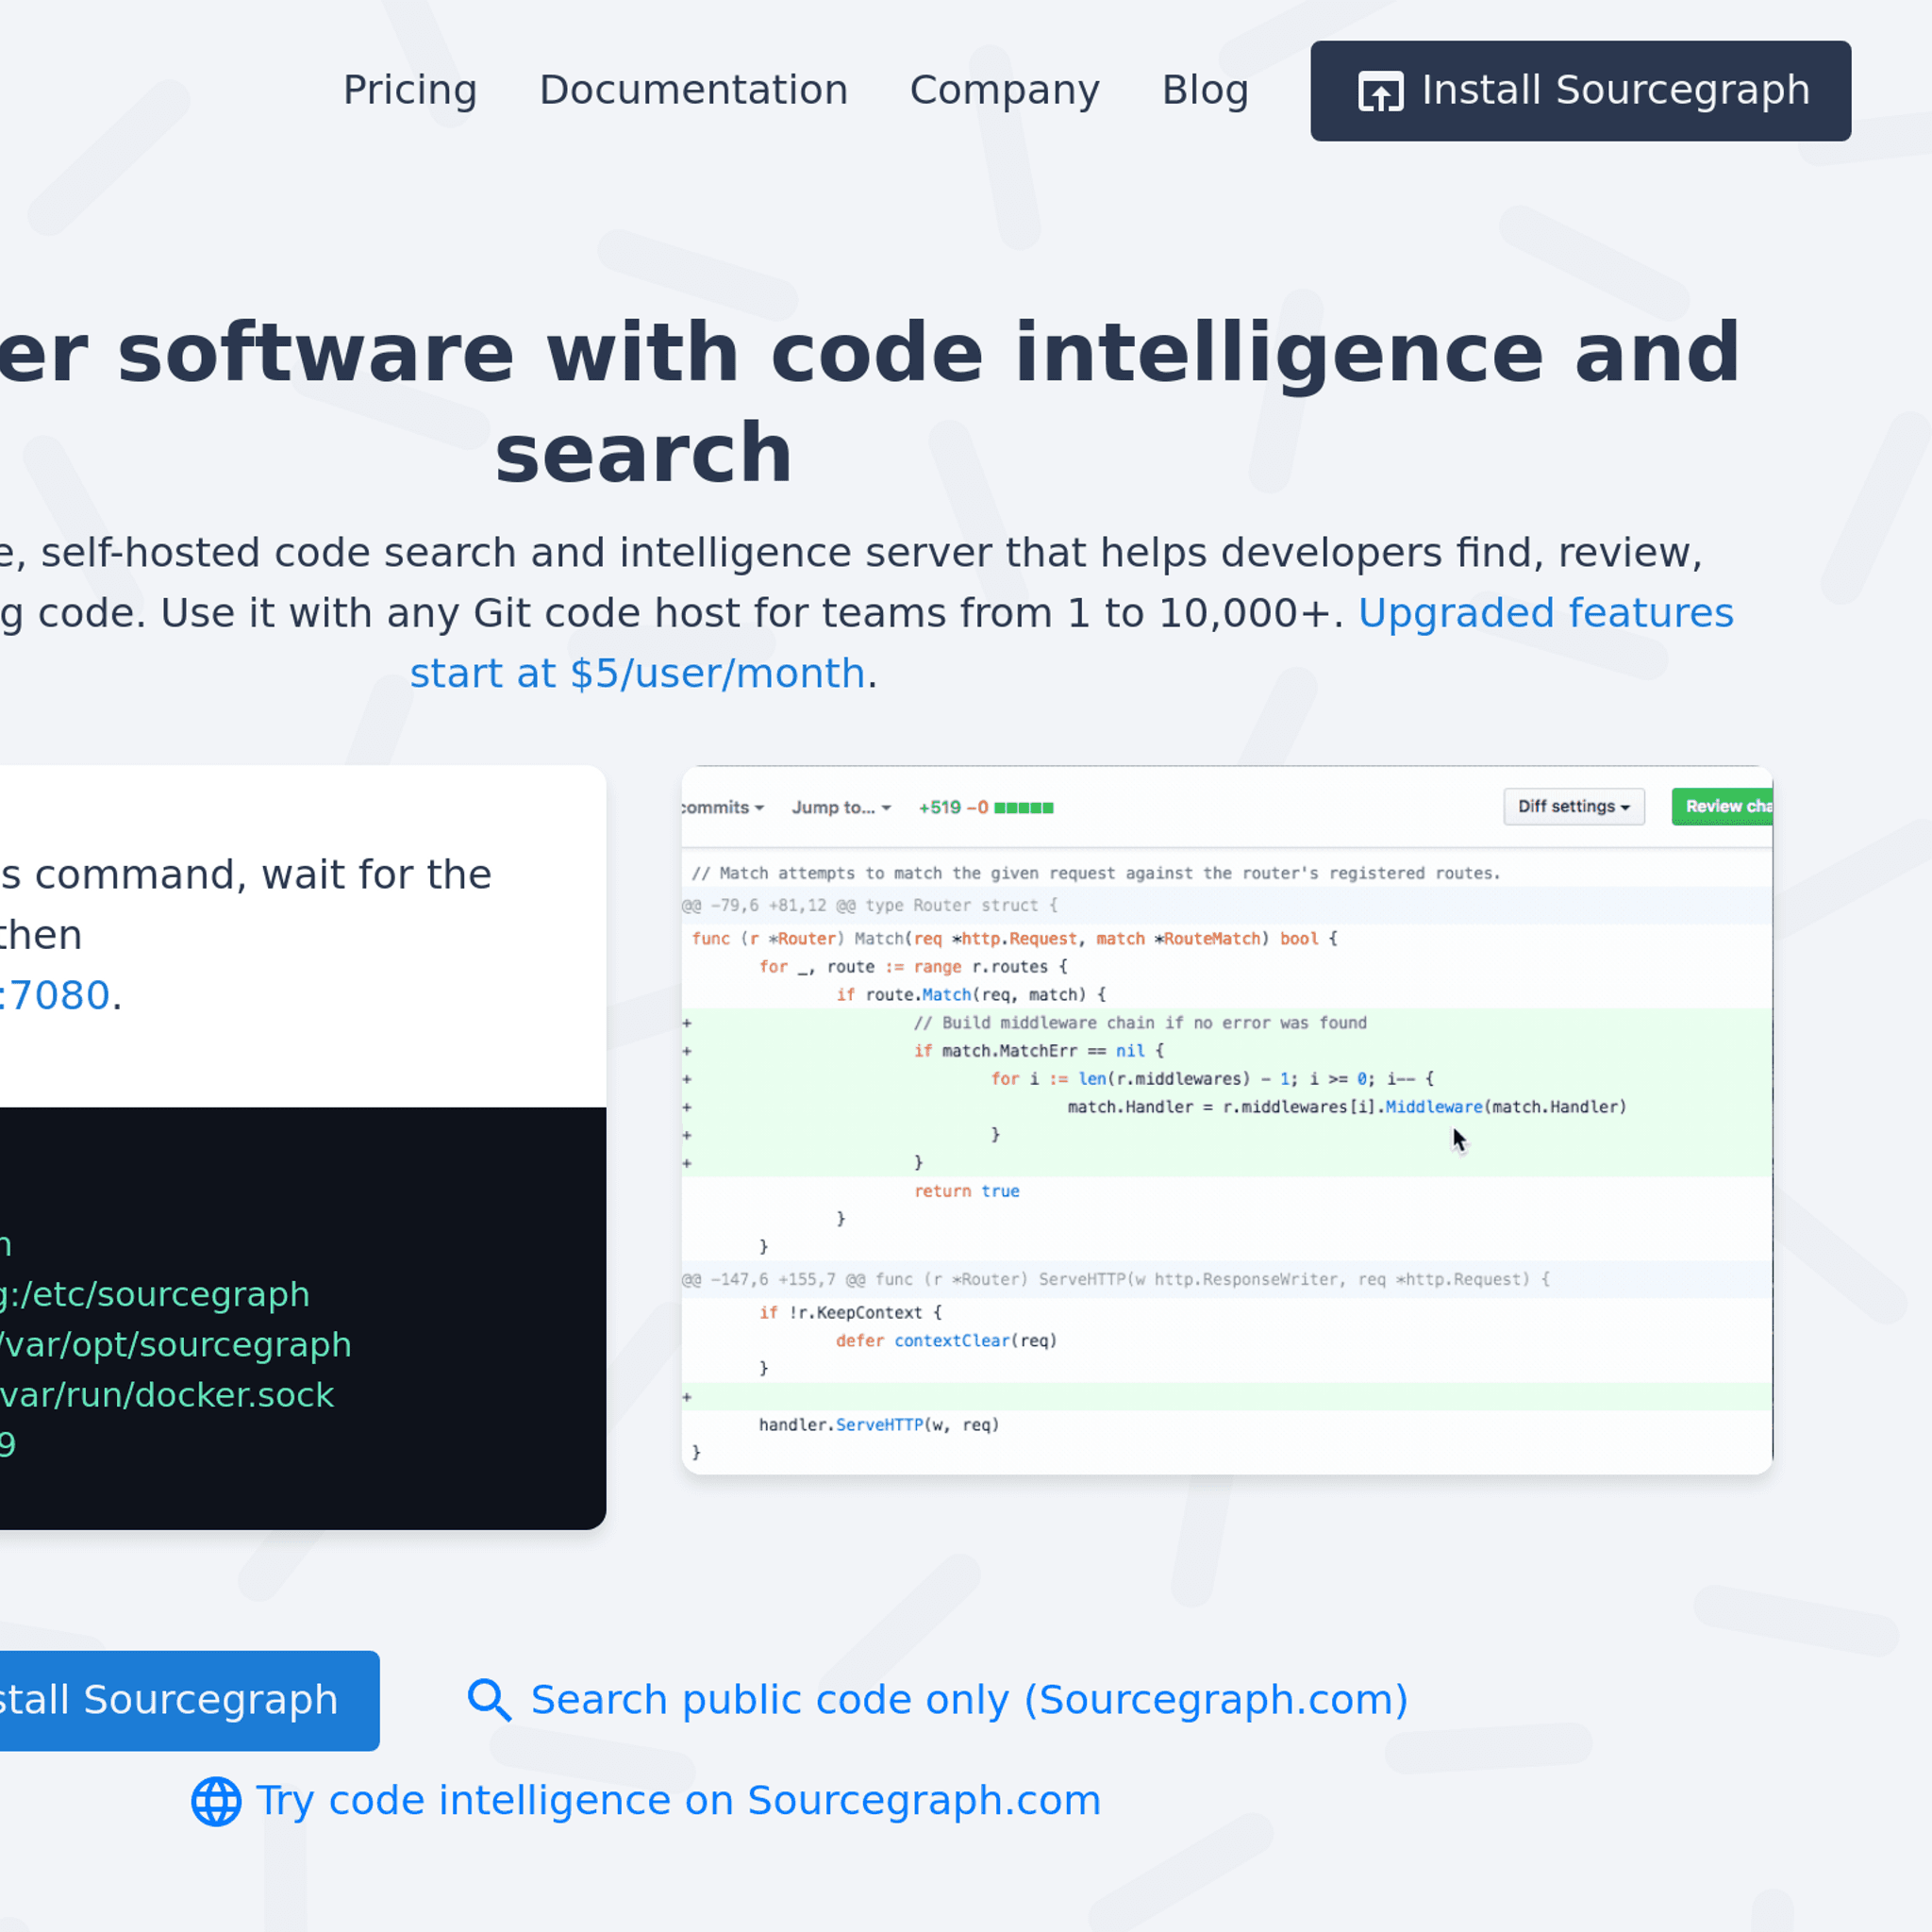 Pricing Documentation Company Blog Install Sourcegraph
er software with code intelligence and
search
e, self-hosted code search and intelligence server that helps developers find, review,
g code. Use it with any Git code host for teams from 1 to 10,000+. Upgraded features
start at $5/user/month.
s command, wait for the
then
:7080.
h
g:/etc/sourcegraph
/var/opt/sourcegraph
var/run/docker.sock
9
commits Jump to... +519 −0 Diff settings Review cha
// Match attempts to match the given request against the router's registered routes.
@@ −79,6 +81,12 @@ type Router struct {
func (r *Router) Match(req *http.Request, match *RouteMatch) bool {
for _, route := range r.routes {
if route.Match(req, match) {
+ // Build middleware chain if no error was found
+ if match.MatchErr == nil {
+ for i := len(r.middlewares) - 1; i >= 0; i-- {
+ match.Handler = r.middlewares[i].Middleware(match.Handler)
+ }
+ }
return true
}
}
@@ −147,6 +155,7 @@ func (r *Router) ServeHTTP(w http.ResponseWriter, req *http.Request) {
if !r.KeepContext {
defer contextClear(req)
}
+
handler.ServeHTTP(w, req)
}
stall Sourcegraph Search public code only (Sourcegraph.com)
Try code intelligence on Sourcegraph.com